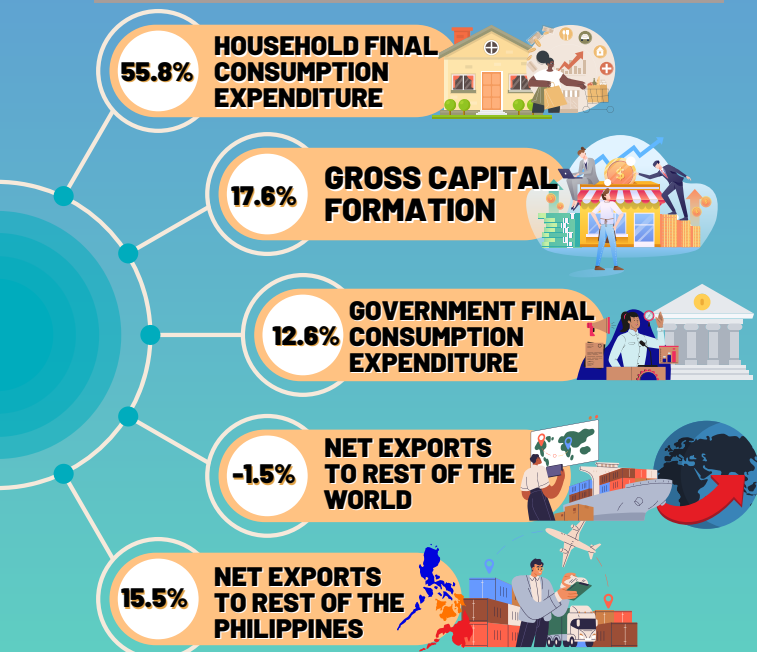 55.8%
HOUSEHOLD FINAL
CONSUMPTION
EXPENDITURE
17.6%
GROSS CAPITAL
FORMATION
12.6%
GOVERNMENT FINAL
CONSUMPTION
EXPENDITURE
-1.5%
NET EXPORTS
TO REST OF THE
WORLD
15.5%
NET EXPORTS
TO REST OF THE
PHILIPPINES